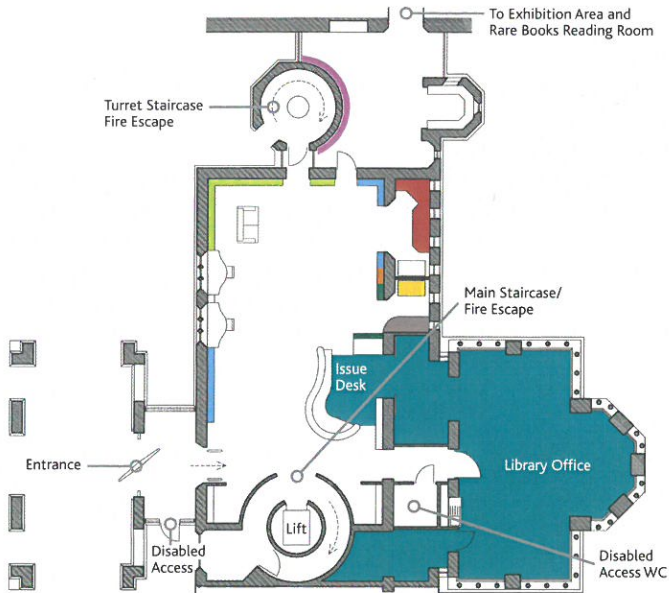 To Exhibition Area and
Rare Books Reading Room
Turret Staircase
Fire Escape
Main Staircase/
Fire Escape
Issue
Desk
Entrance
Library Office
Lift
Disabled
Access
Disabled
Access WC